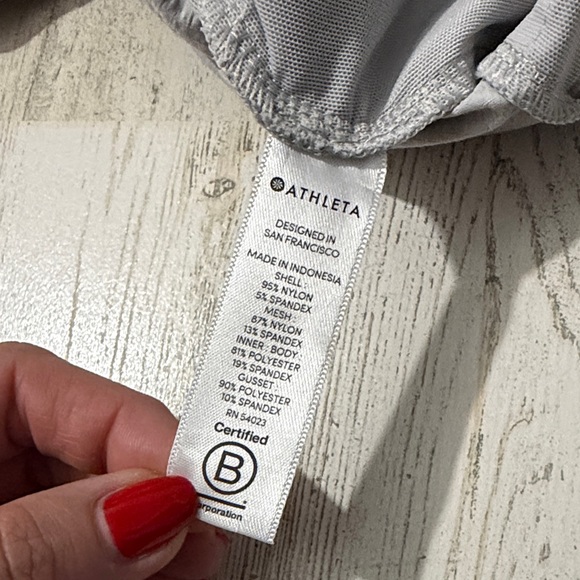 ATHLETA
DESIGNED IN
SAN FRANCISCO
MADE IN INDONESIA
SHELL :
95% NYLON
5% SPANDEX
MESH :
87% NYLON
13% SPANDEX
INNER : BODY :
81% POLYESTER
19% SPANDEX
GUSSET :
90% POLYESTER
10% SPANDEX
RN 54023
Certified
B
orporation